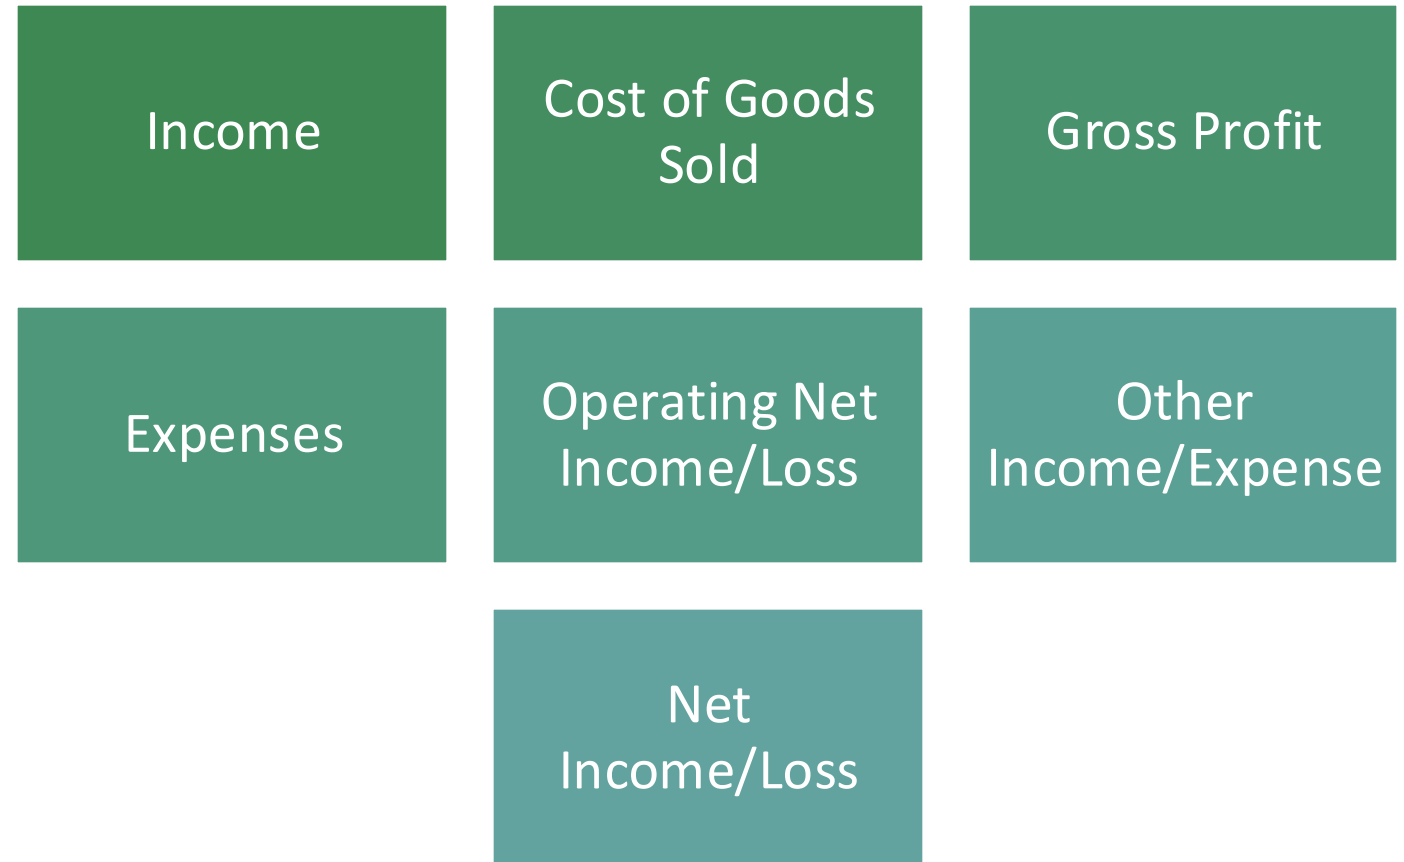 Income
Cost of Goods
Sold
Gross Profit
Expenses
Operating Net
Income/Loss
Other
Income/Expense
Net
Income/Loss